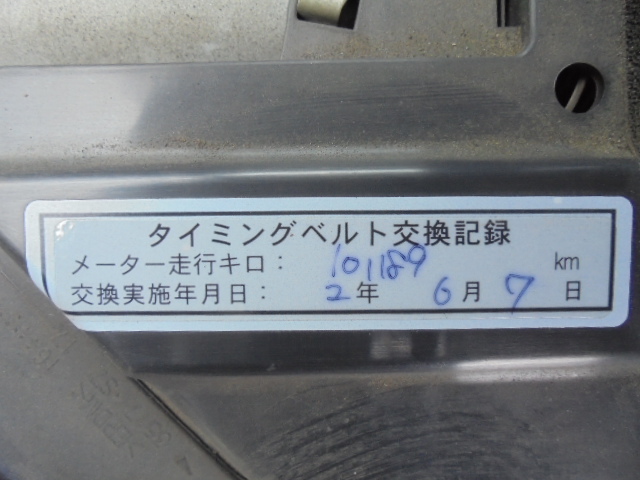 タイミングベルト交換記録
メーター走行キロ： 101189 km
交換実施年月日： 2年 6月 7日